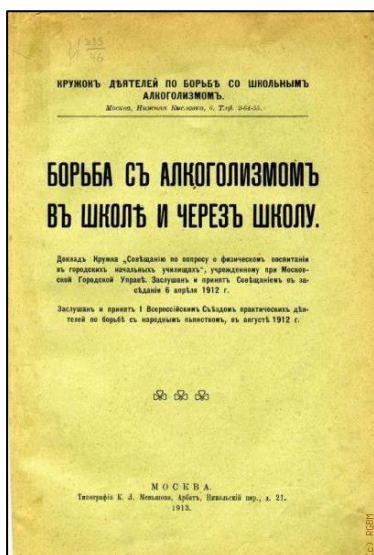 КРУЖОКЪ ДѢЯТЕЛЕЙ ПО БОРЬБѢ СО ШКОЛЬНЫМЪ
АЛКОГОЛИЗМОМЪ.
Москва, Нижняя Кисловка, 6. Тлф. 2-64-55.
БОРЬБА СЪ АЛКОГОЛИЗМОМЪ
ВЪ ШКОЛѢ И ЧЕРЕЗЪ ШКОЛУ.
Докладъ Кружка „Совѣщанію по вопросу о физическомъ воспитаніи
въ городскихъ начальныхъ училищахъ“, учрежденному при Москов-
ской Городской Управѣ. Заслушанъ и принятъ Совѣщаніемъ въ за-
сѣданіи 6 апрѣля 1912 г.
Заслушанъ и принятъ I Всероссійскимъ Съѣздомъ практическихъ дѣя-
телей по борьбѣ съ народнымъ пьянствомъ, въ августѣ 1912 г.
МОСКВА.
Типографія К. Л. Меньшова, Арбатъ, Никольскій пер., д. 21.
1913.